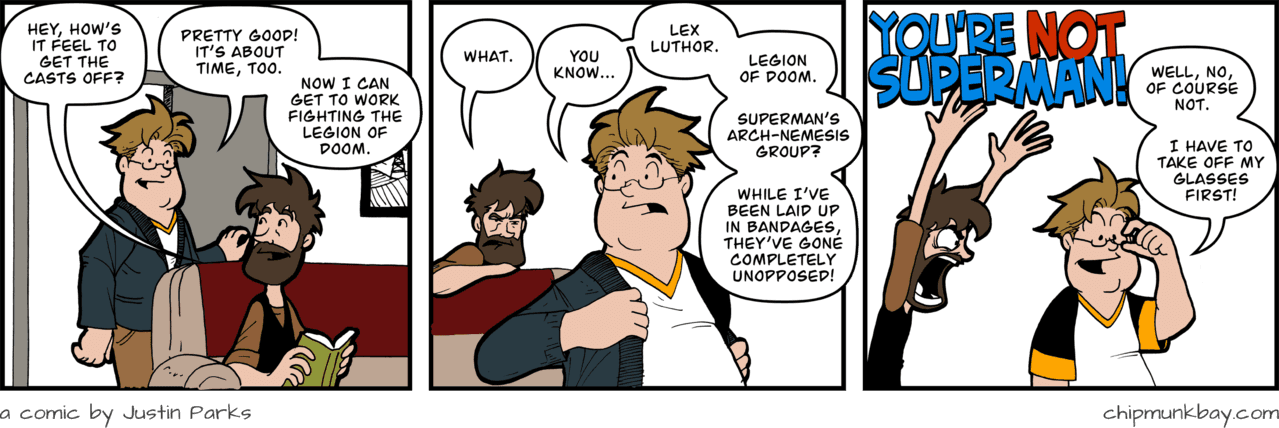 HEY, HOW'S
IT FEEL TO
GET THE
CASTS OFF?
PRETTY GOOD!
IT'S ABOUT
TIME, TOO.
NOW I CAN
GET TO WORK
FIGHTING THE
LEGION OF
DOOM.
WHAT.
YOU
KNOW...
LEX
LUTHOR.
LEGION
OF DOOM.
SUPERMAN'S
ARCH-NEMESIS
GROUP?
WHILE I'VE
BEEN LAID UP
IN BANDAGES,
THEY'VE GONE
COMPLETELY
UNOPPOSED!
YOU'RE NOT
SUPERMAN!
WELL, NO,
OF COURSE
NOT.
I HAVE TO
TAKE OFF MY
GLASSES
FIRST!
a comic by Justin Parks
chipmunkbay.com